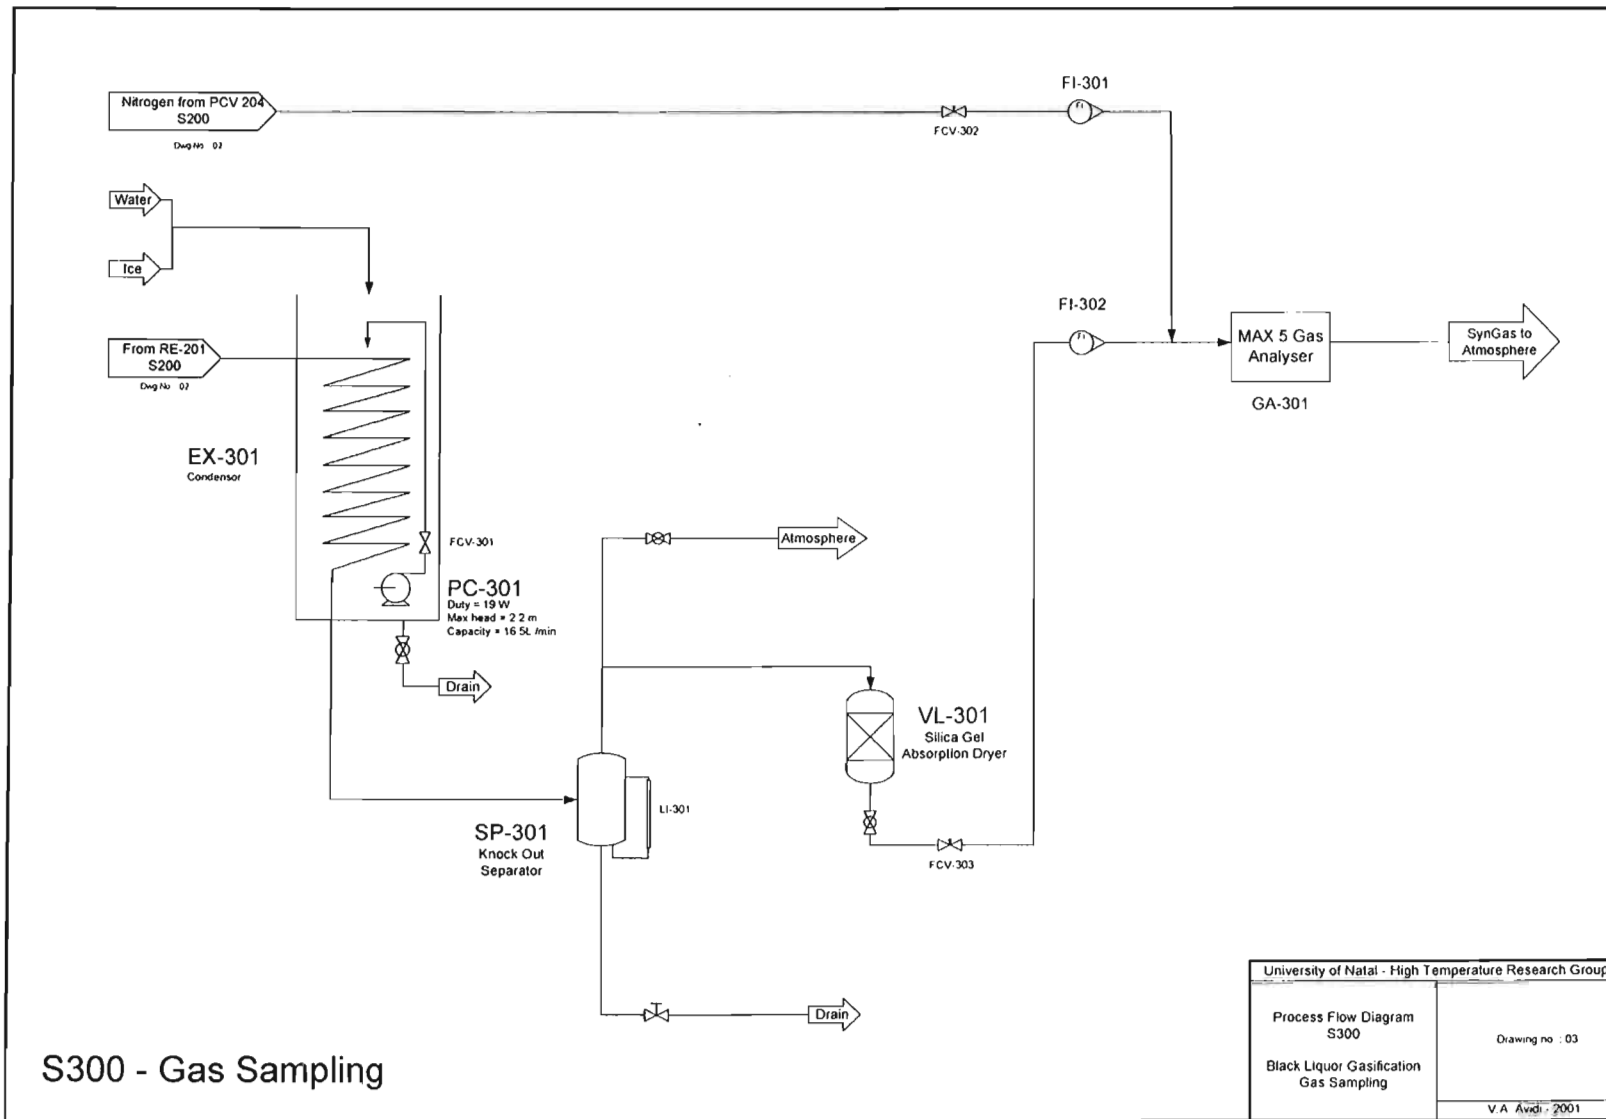 FI-301
Nitrogen from PCV 204
S200
FI
FCV-302
Dwg No : 02
Water
Ice
FI-302
From RE-201
S200
Dwg No : 02
FI
MAX 5 Gas
Analyser
SynGas to
Atmosphere
GA-301
EX-301
Condensor
FCV-301
Atmosphere
PC-301
Duty = 19 W
Max head = 2 2 m
Capacity = 16 5L /min
Drain
VL-301
Silica Gel
Absorption Dryer
LI-301
SP-301
Knock Out
Separator
FCV-303
Drain
University of Natal - High Temperature Research Group
Process Flow Diagram
S300
Drawing no : 03
Black Liquor Gasification
Gas Sampling
S300 - Gas Sampling
V.A Avidi - 2001